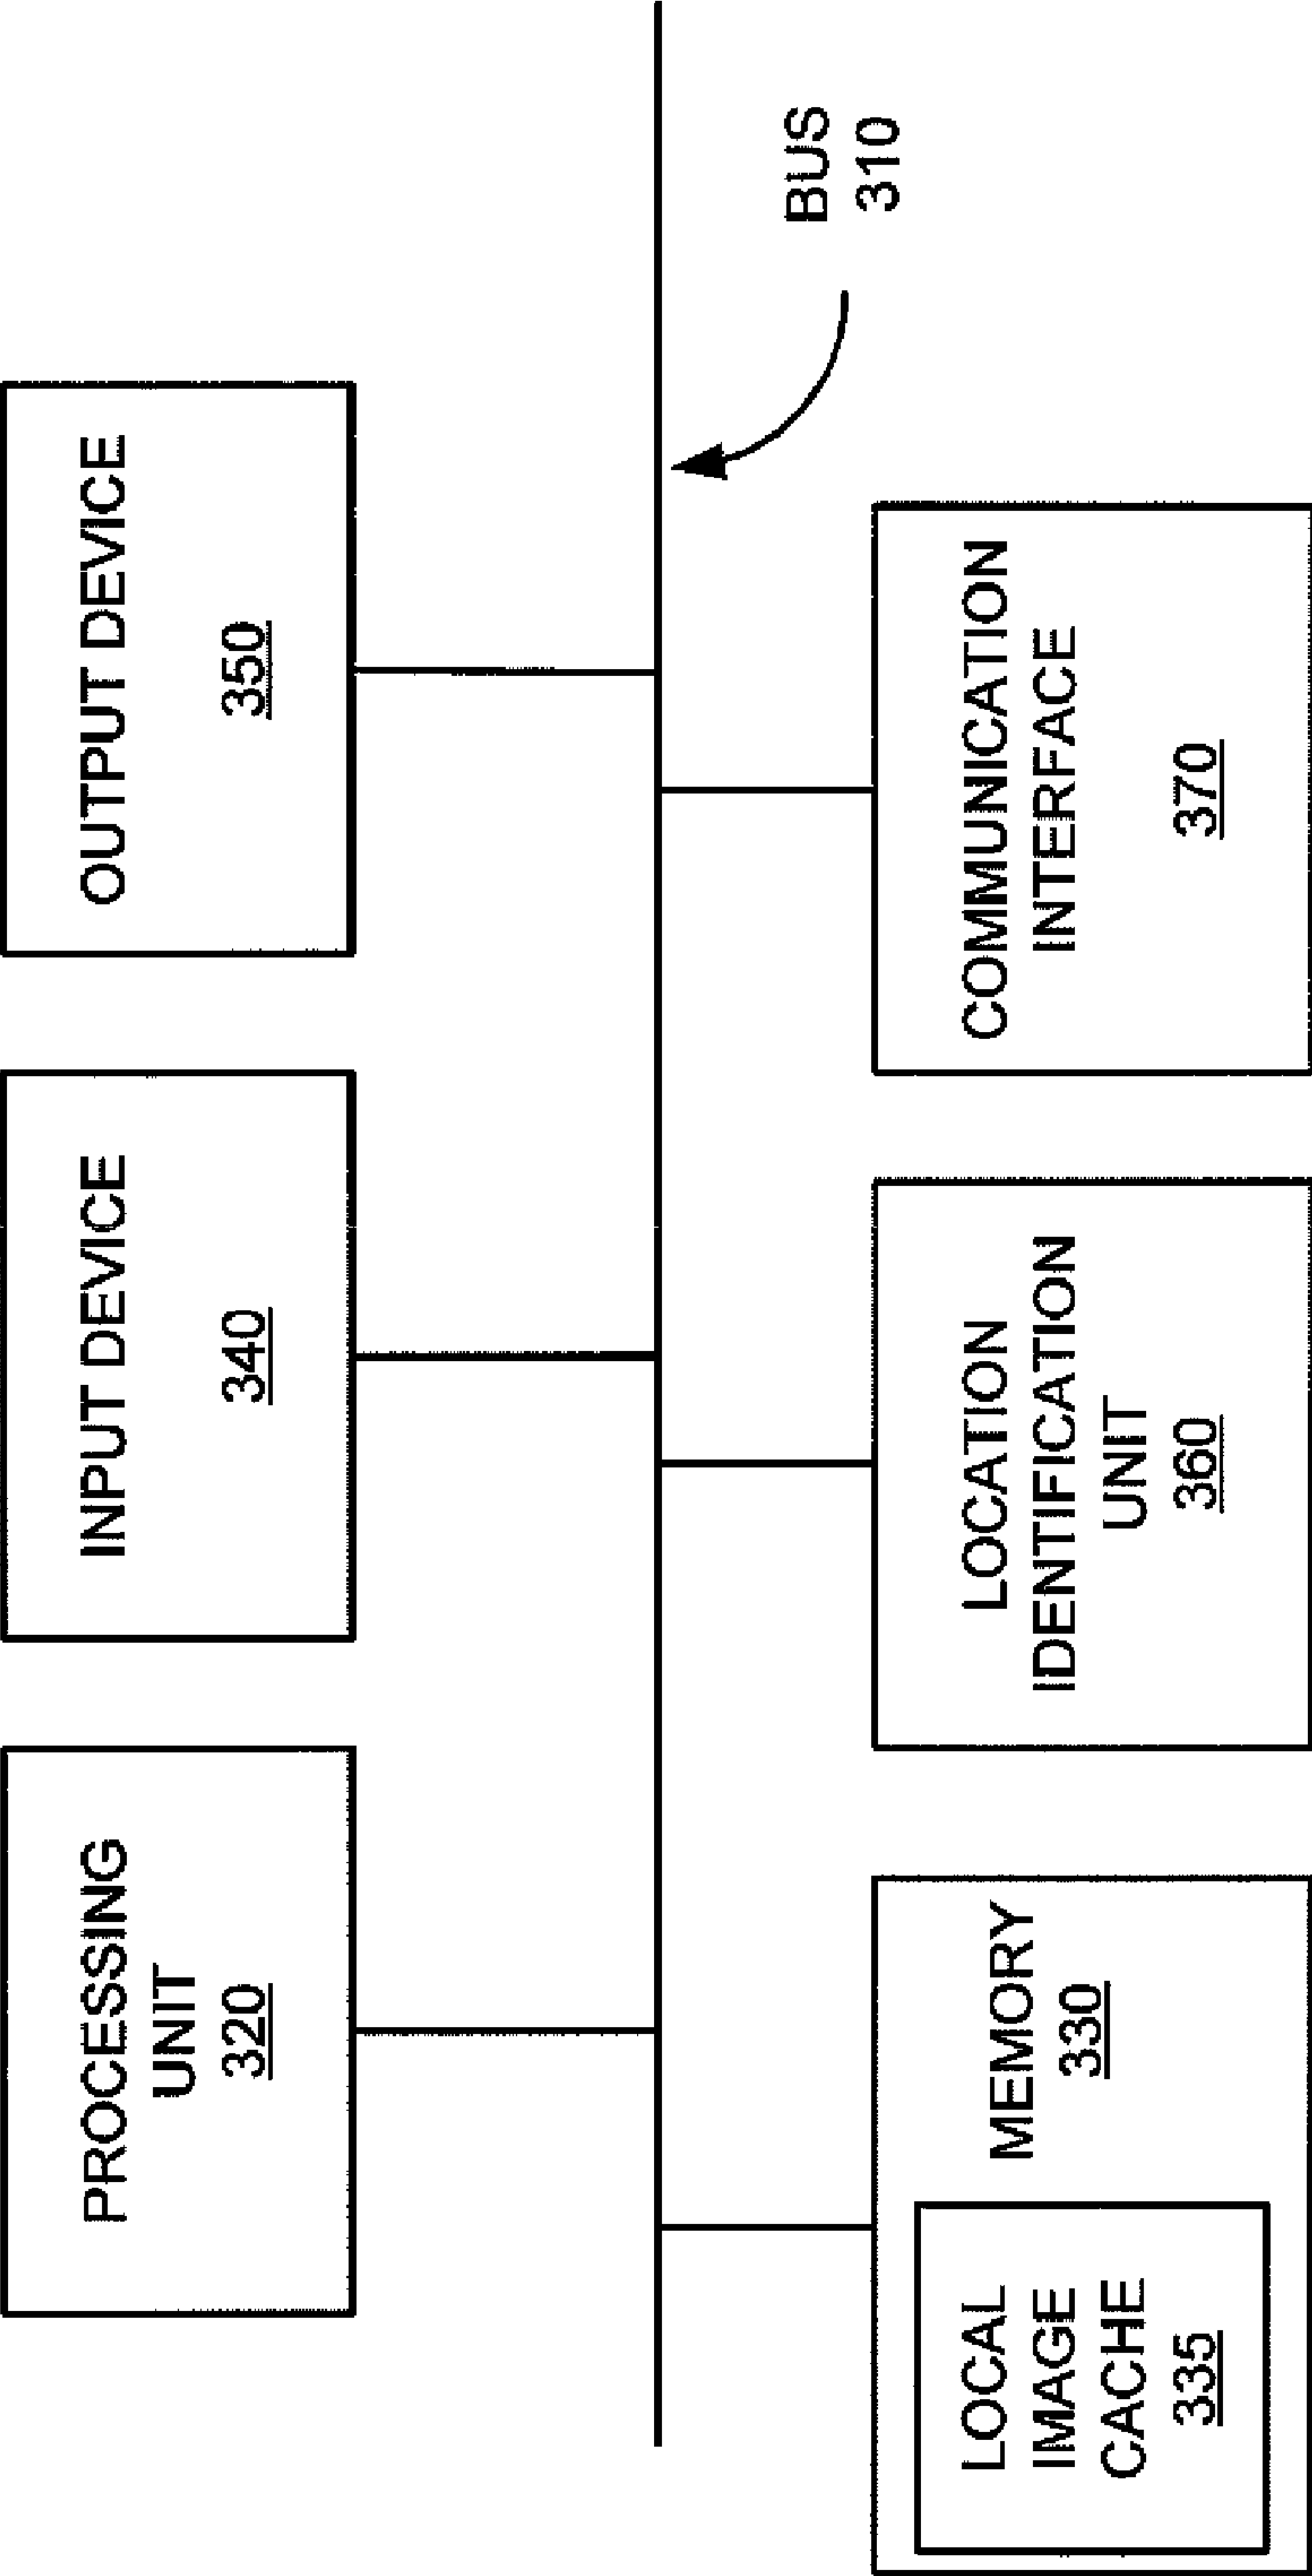 PROCESSING
UNIT
320
INPUT DEVICE
340
OUTPUT DEVICE
350
BUS
310
MEMORY
330
LOCAL
IMAGE
CACHE
335
LOCATION
IDENTIFICATION
UNIT
360
COMMUNICATION
INTERFACE
370